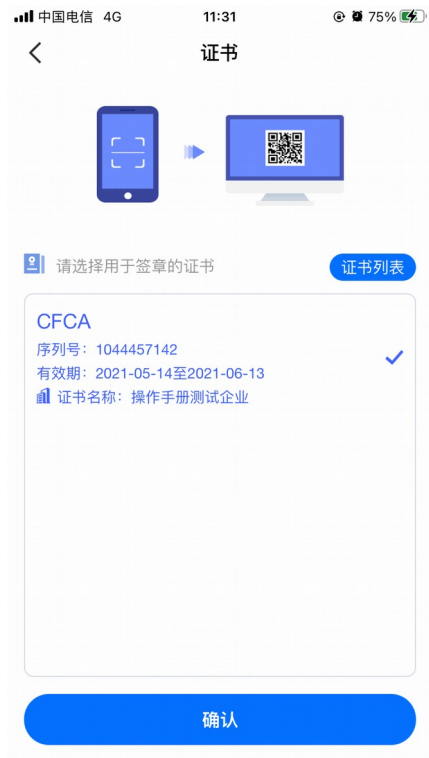 中国电信 4G 11:31 75%
证书
请选择用于签章的证书 证书列表
CFCA
序列号：1044457142
有效期：2021-05-14至2021-06-13
证书名称：操作手册测试企业
确认